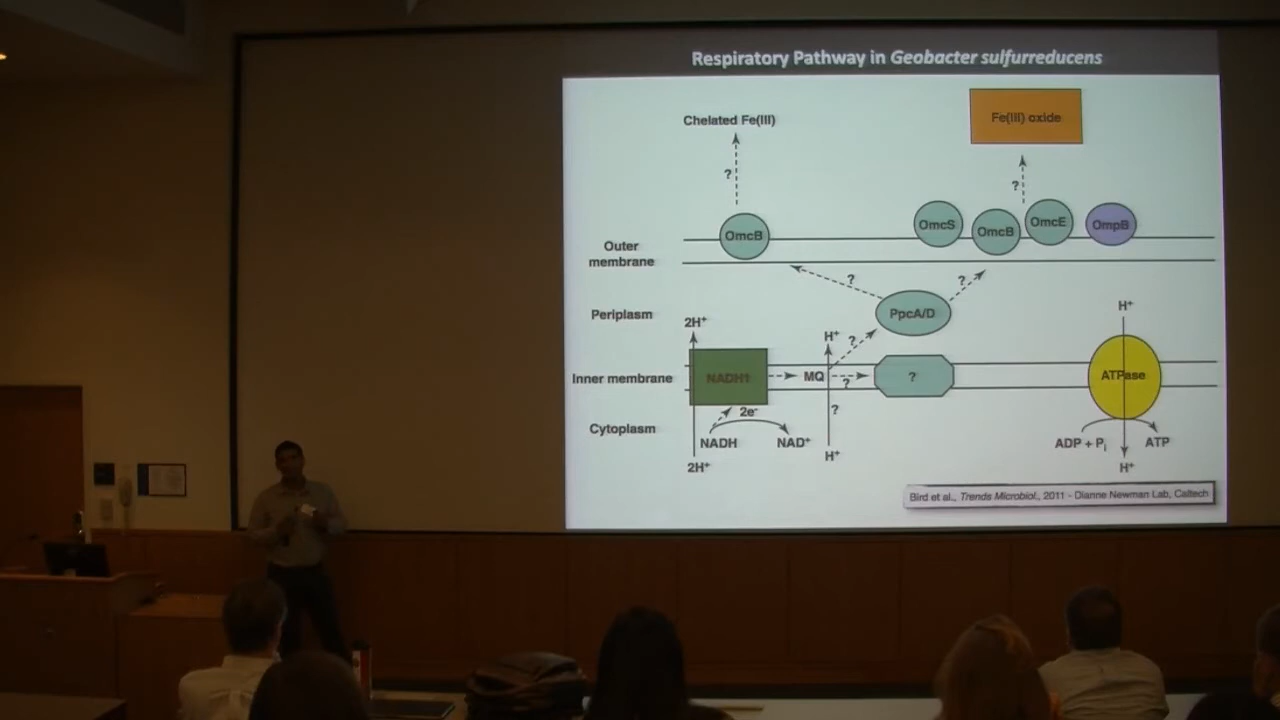 Respiratory Pathway in Geobacter sulfurreducens
Chelated Fe(III)
Fe(III) oxide
?
?
OmcB
OmcS
OmcB
OmcE
OmpB
Outer
membrane
?
?
Periplasm
PpcA/D
2H⁺
H⁺
?
H⁺
Inner membrane
NADH1
MQ
?
?
ATPase
2e⁻
?
Cytoplasm
NADH
NAD⁺
ADP + Pi
ATP
2H⁺
H⁺
H⁺
Bird et al., Trends Microbiol., 2011 - Dianne Newman Lab, Caltech